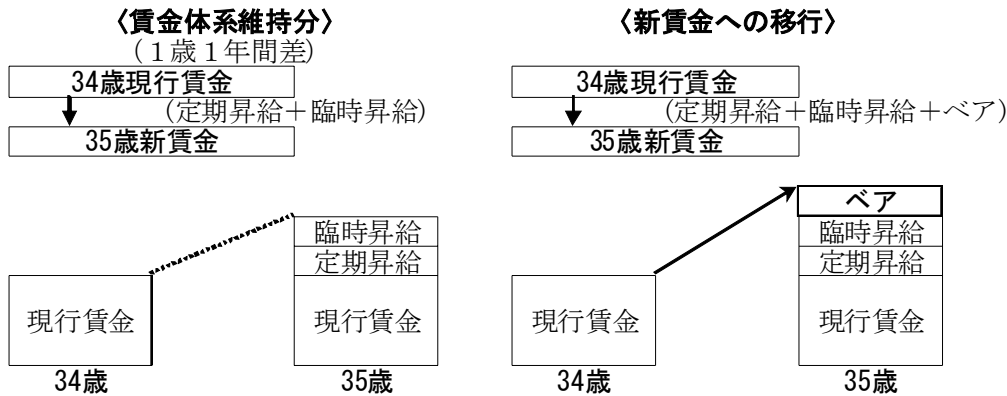 〈賃金体系維持分〉
(１歳１年間差)
34歳現行賃金
(定期昇給＋臨時昇給)
35歳新賃金
臨時昇給
定期昇給
現行賃金
現行賃金
34歳
35歳
〈新賃金への移行〉
34歳現行賃金
(定期昇給＋臨時昇給＋ベア)
35歳新賃金
ベア
臨時昇給
定期昇給
現行賃金
現行賃金
34歳
35歳